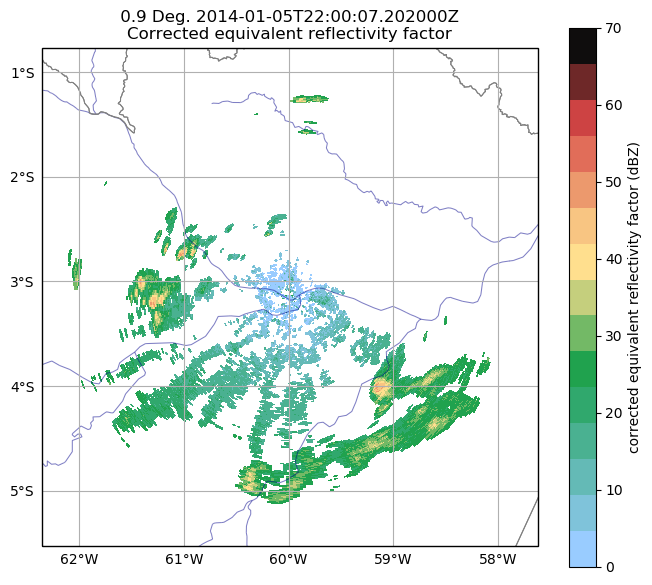 0.9 Deg. 2014-01-05T22:00:07.202000Z
Corrected equivalent reflectivity factor
1°S
2°S
3°S
4°S
5°S
62°W 61°W 60°W 59°W 58°W
70
60
50
40
30
20
10
0
corrected equivalent reflectivity factor (dBZ)